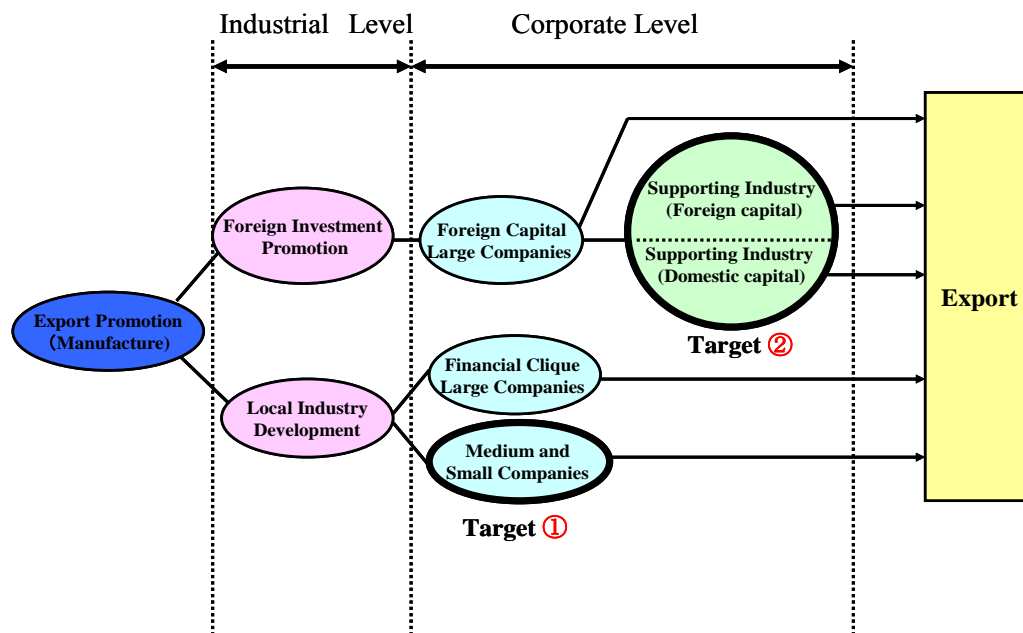 Industrial Level
Corporate Level
Supporting Industry
(Foreign capital)
Supporting Industry
(Domestic capital)
Target ②
Foreign Investment
Promotion
Foreign Capital
Large Companies
Export Promotion
（Manufacture)
Export
Financial Clique
Large Companies
Local Industry
Development
Medium and
Small Companies
Target ①